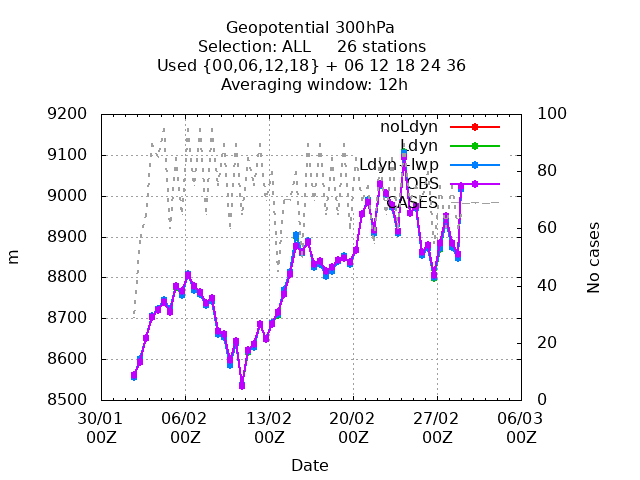 Geopotential 300hPa
Selection: ALL 26 stations
Used {00,06,12,18} + 06 12 18 24 36
Averaging window: 12h
9200
9100
9000
8900
8800
8700
8600
8500
m
100
80
60
40
20
0
No cases
noLdyn
Ldyn
Ldyn+lwp
OBS
CASES
30/01 06/02 13/02 20/02 27/02 06/03
00Z 00Z 00Z 00Z 00Z 00Z
Date